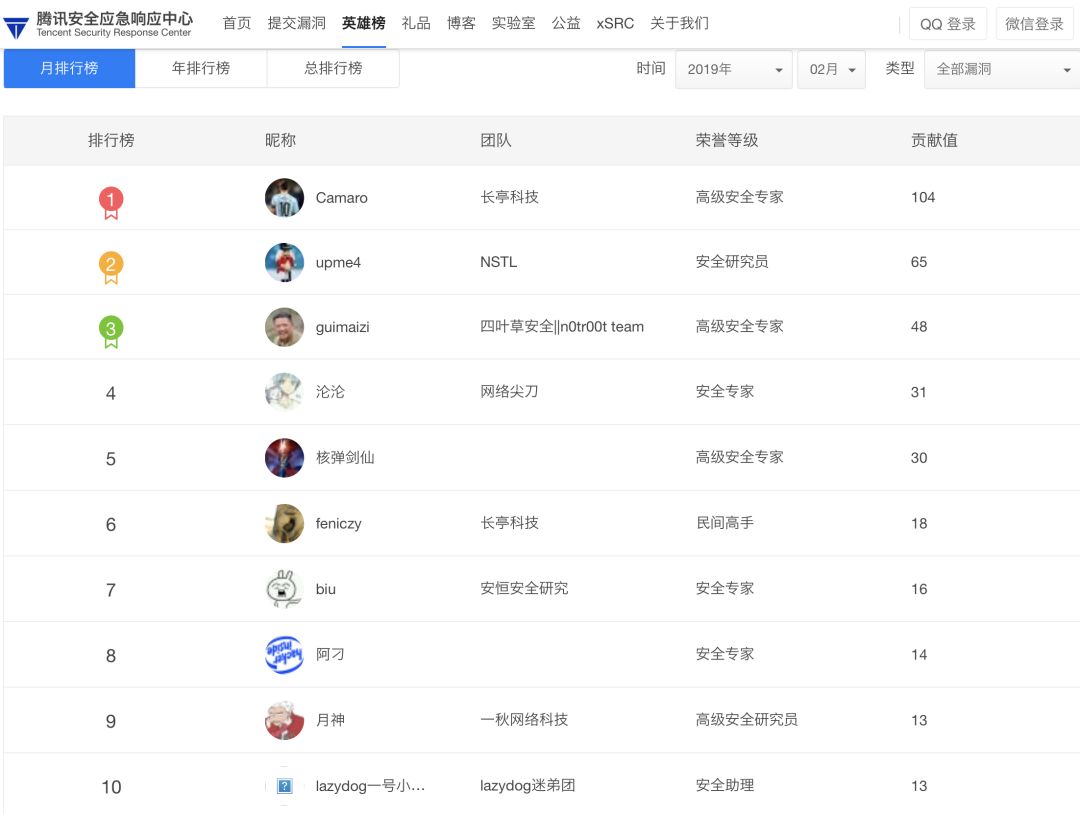 腾讯安全应急响应中心
Tencent Security Response Center
首页 提交漏洞 英雄榜 礼品 博客 实验室 公益 xSRC 关于我们 QQ 登录 微信登录
月排行榜 年排行榜 总排行榜 时间 2019年 02月 类型 全部漏洞
排行榜 昵称 团队 荣誉等级 贡献值
1 Camaro 长亭科技 高级安全专家 104
2 upme4 NSTL 安全研究员 65
3 guimaizi 四叶草安全||n0tr00t team 高级安全专家 48
4 沦沦 网络尖刀 安全专家 31
5 核弹剑仙 高级安全专家 30
6 feniczy 长亭科技 民间高手 18
7 biu 安恒安全研究 安全专家 16
8 hacker inside 阿刁 安全专家 14
9 月神 一秋网络科技 高级安全研究员 13
10 lazydog一号小… lazydog迷弟团 安全助理 13